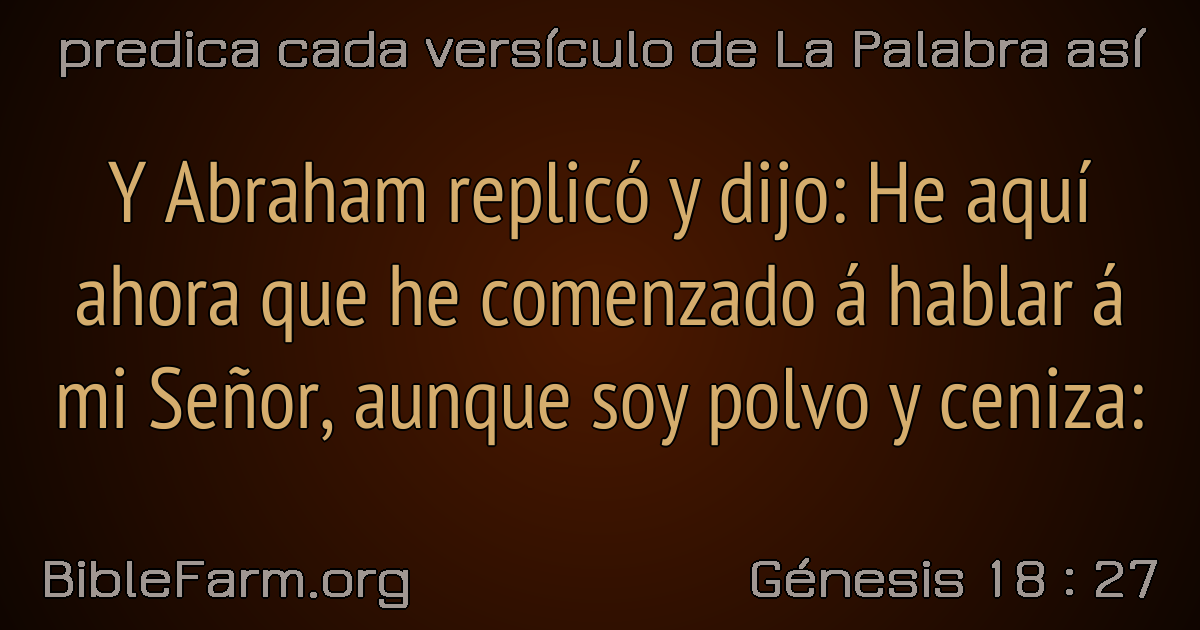 predica cada versículo de La Palabra así
Y Abraham replicó y dijo: He aquí
ahora que he comenzado á hablar á
mi Señor, aunque soy polvo y ceniza:
BibleFarm.org
Génesis 18 : 27